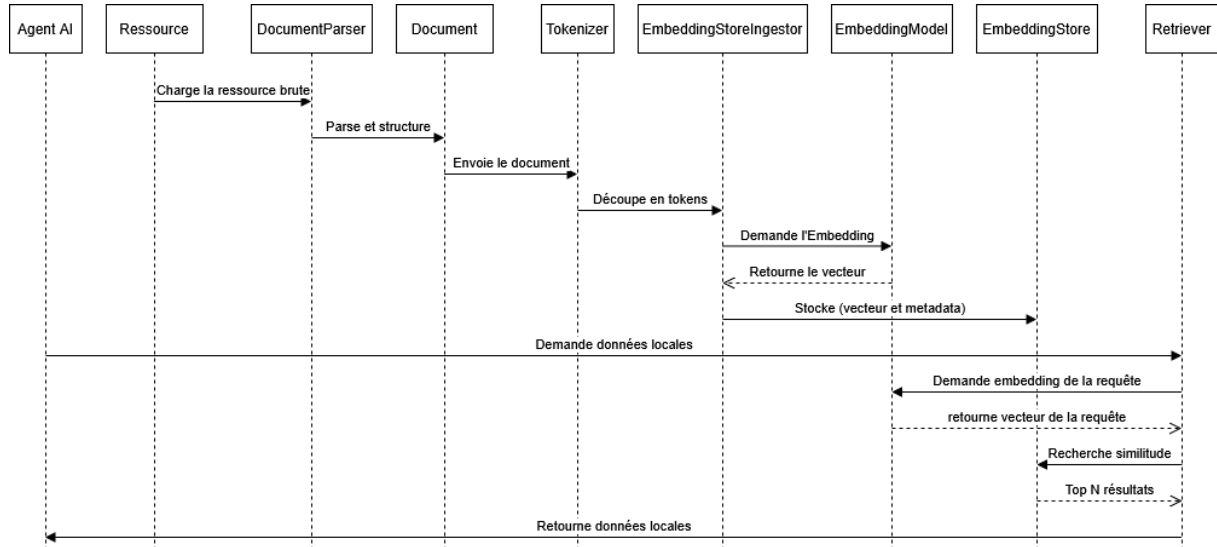 Agent AI
Ressource
DocumentParser
Document
Tokenizer
EmbeddingStoreIngestor
EmbeddingModel
EmbeddingStore
Retriever
Charge la ressource brute
Parse et structure
Envoie le document
Découpe en tokens
Demande l'Embedding
Retourne le vecteur
Stocke (vecteur et metadata)
Demande données locales
Demande embedding de la requête
retourne vecteur de la requête
Recherche similitude
Top N résultats
Retourne données locales